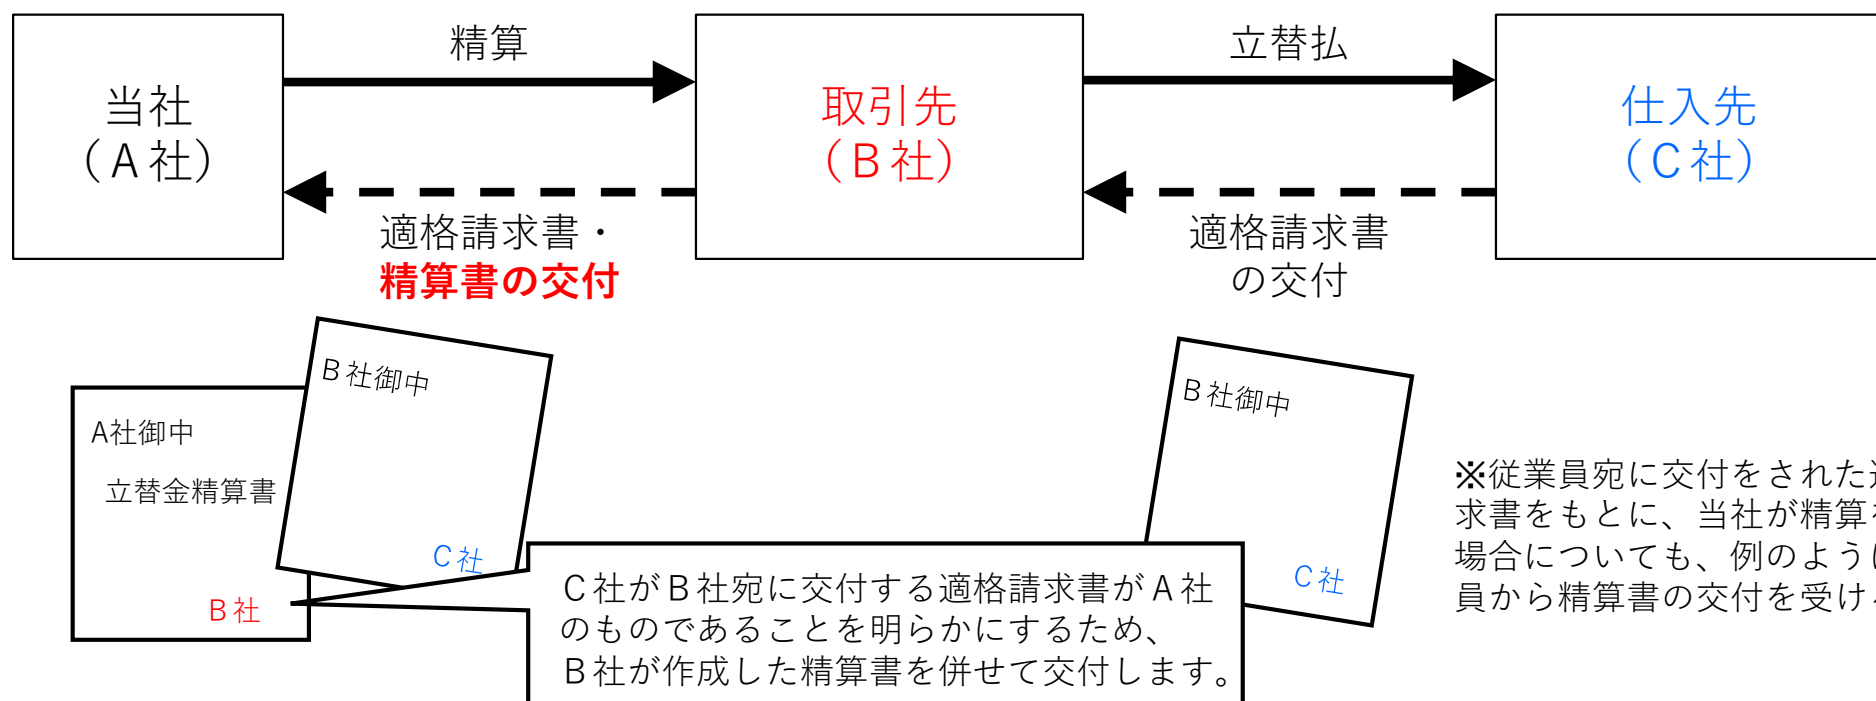 精算
立替払
当社
（Ａ社）
取引先
（Ｂ社）
仕入先
（Ｃ社）
適格請求書・
精算書の交付
適格請求書
の交付
Ｂ社御中
Ｃ社
A社御中
立替金精算書
Ｂ社
Ｂ社御中
Ｃ社
Ｃ社がＢ社宛に交付する適格請求書がＡ社
のものであることを明らかにするため、
Ｂ社が作成した精算書を併せて交付します。
※従業員宛に交付をされた
求書をもとに、当社が精算
場合についても、例のように
員から精算書の交付を受け